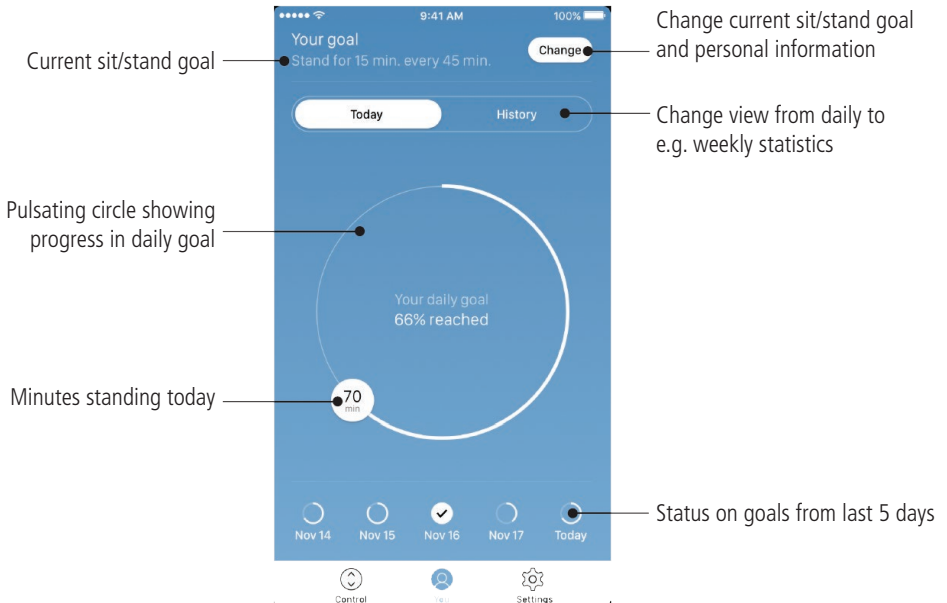 9:41 AM
100%
Your goal
Stand for 15 min. every 45 min.
Change
Current sit/stand goal
Change current sit/stand goal
and personal information
Today
History
Change view from daily to
e.g. weekly statistics
Pulsating circle showing
progress in daily goal
Your daily goal
66% reached
Minutes standing today
70
min
Nov 14
Nov 15
Nov 16
Nov 17
Today
Status on goals from last 5 days
Control
You
Settings